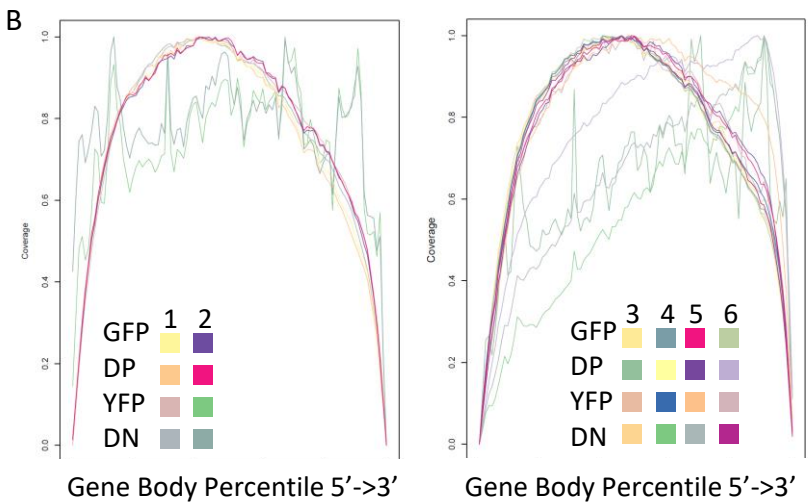 B
1.0
0.8
0.6
0.4
0.2
0.0
Coverage
1 2
GFP
DP
YFP
DN
Gene Body Percentile 5’->3’
1.0
0.8
0.6
0.4
0.2
0.0
Coverage
3 4 5 6
GFP
DP
YFP
DN
Gene Body Percentile 5’->3’